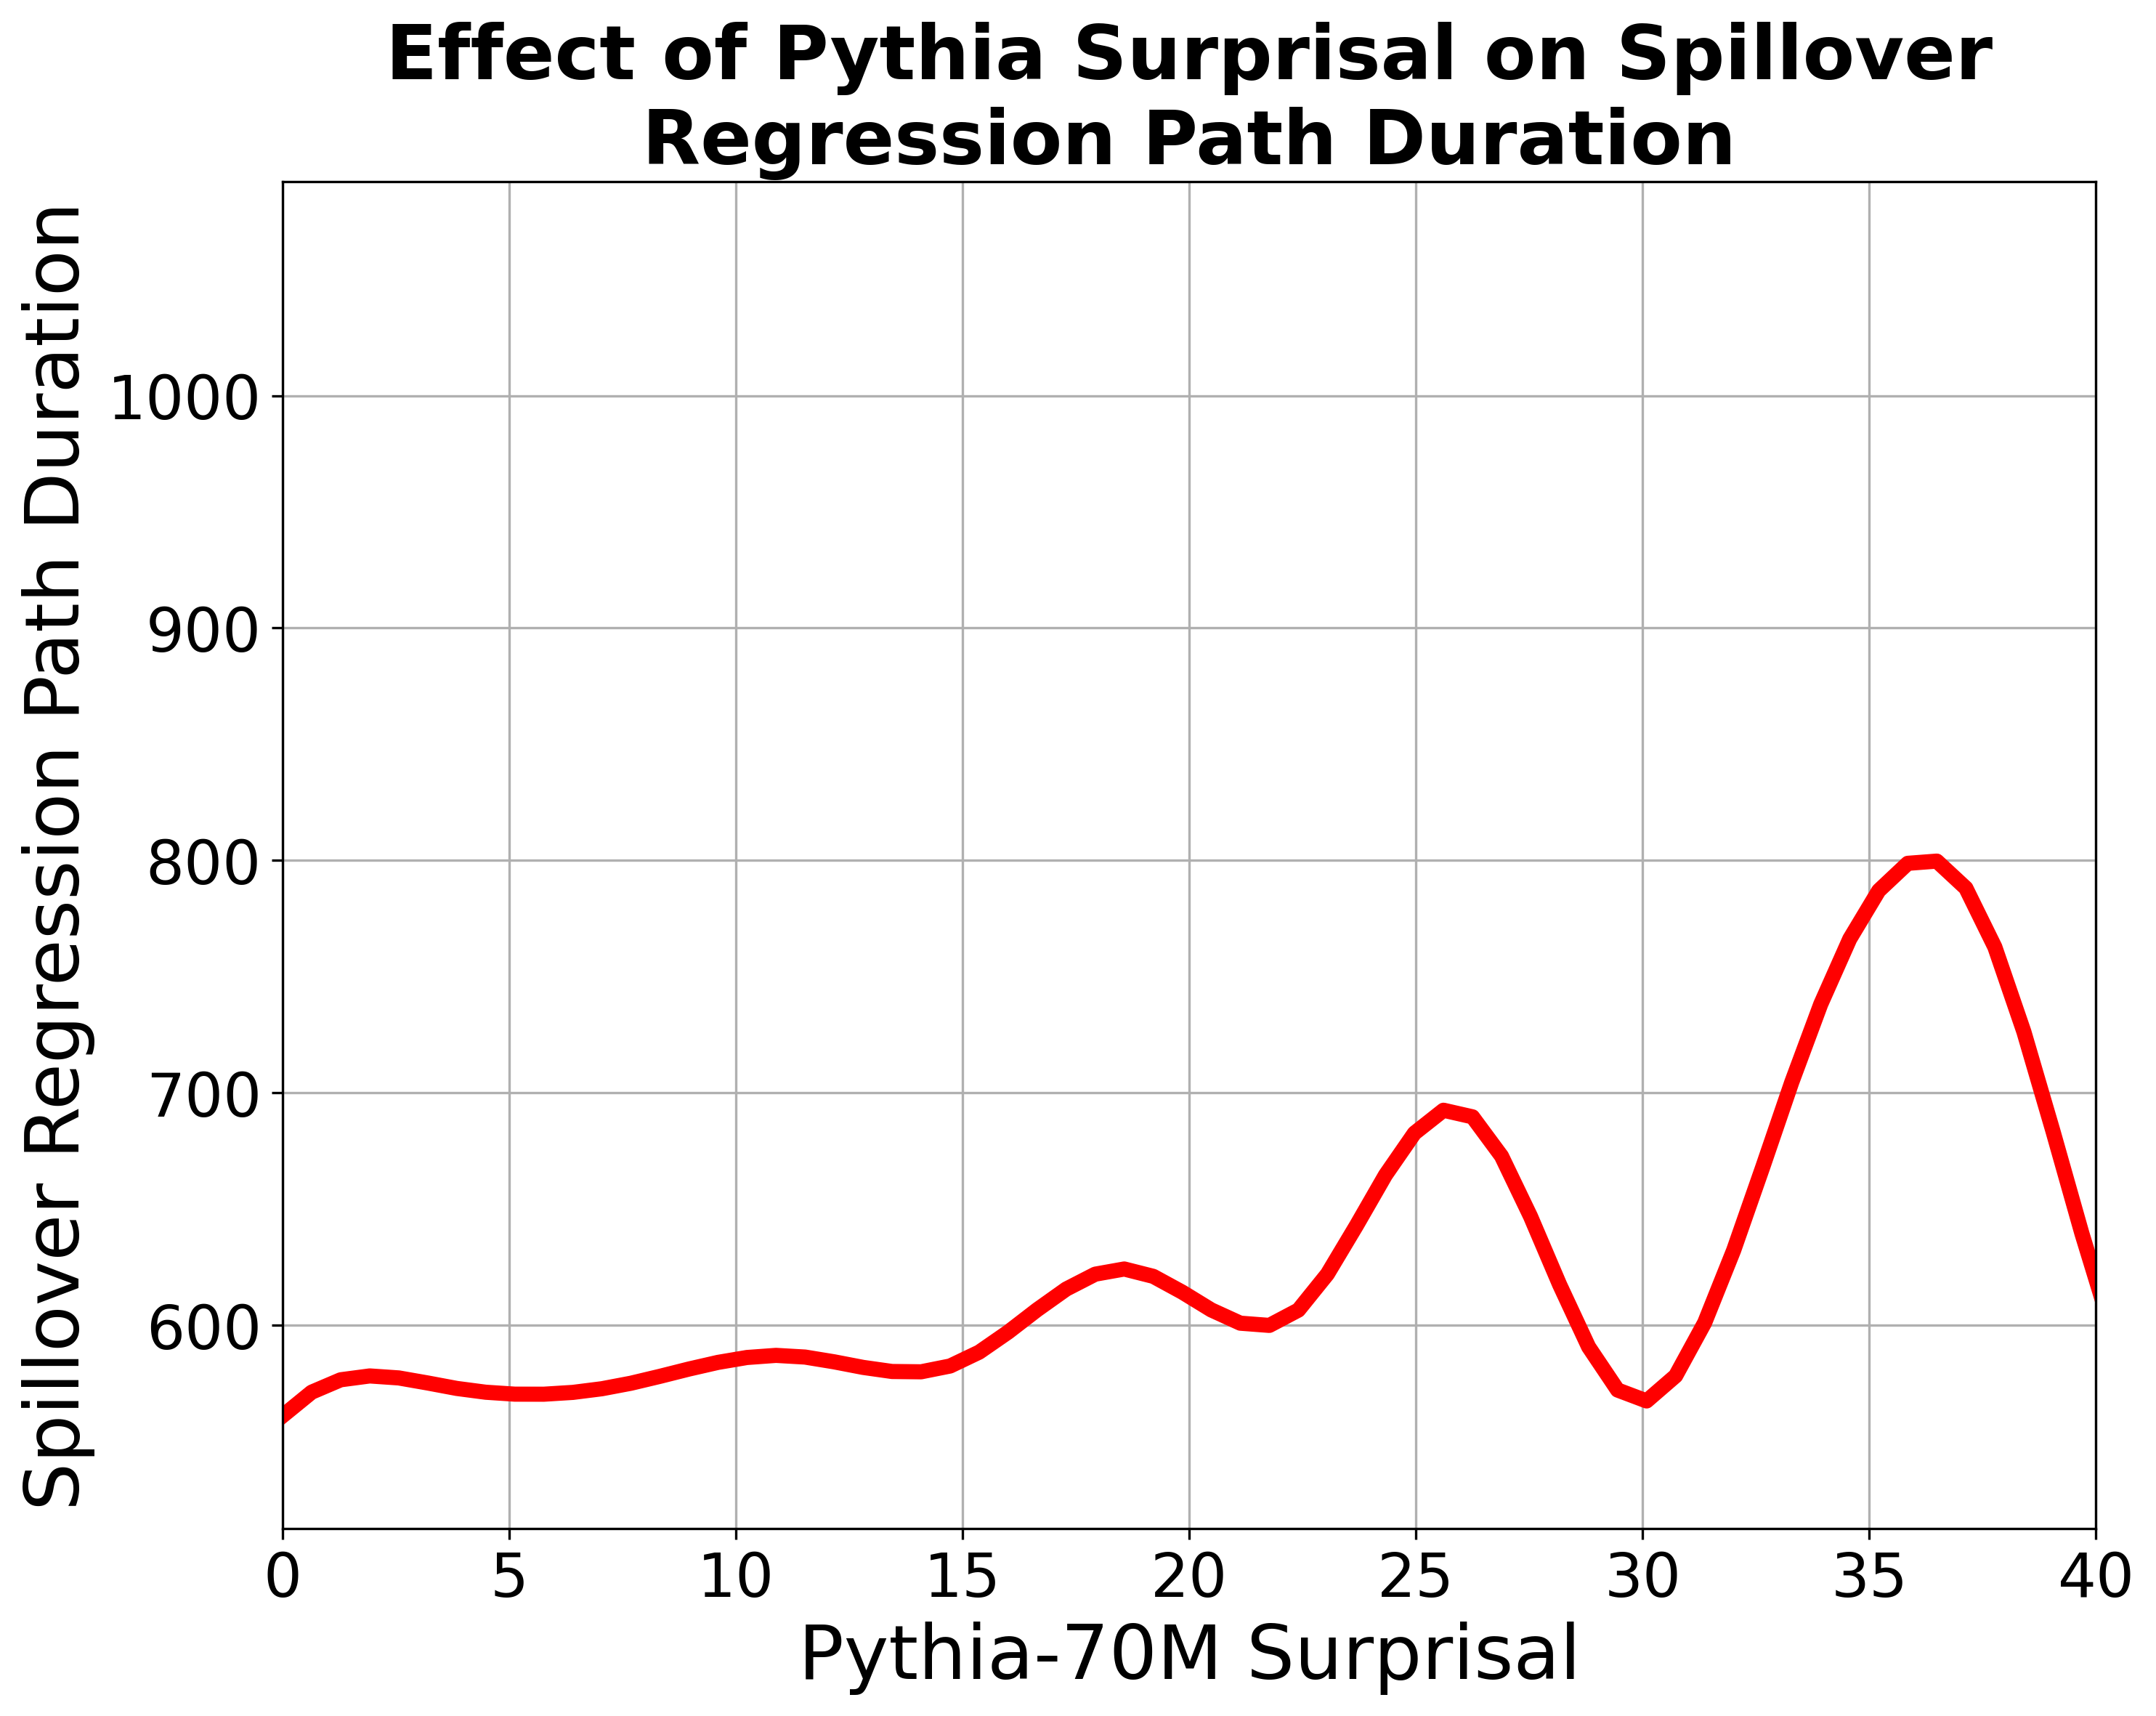 Effect of Pythia Surprisal on Spillover
Regression Path Duration
Spillover Regression Path Duration
1000
900
800
700
600
0 5 10 15 20 25 30 35 40
Pythia-70M Surprisal